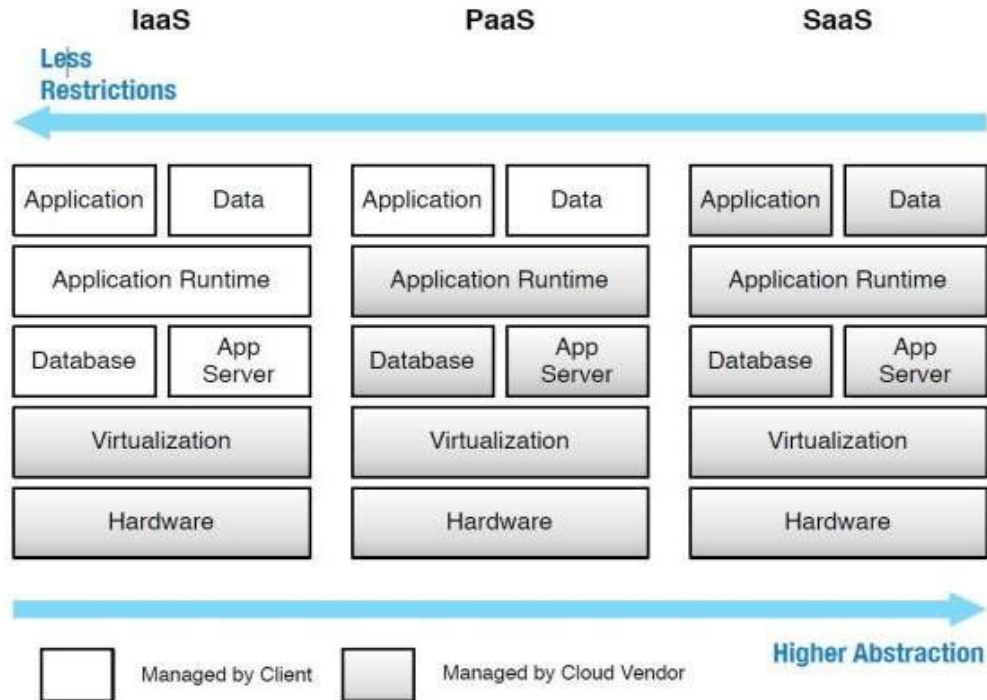 IaaS PaaS SaaS
Less
Restrictions
Application Data Application Data Application Data
Application Runtime Application Runtime Application Runtime
Database App Server Database App Server Database App Server
Virtualization Virtualization Virtualization
Hardware Hardware Hardware
Higher Abstraction
Managed by Client Managed by Cloud Vendor